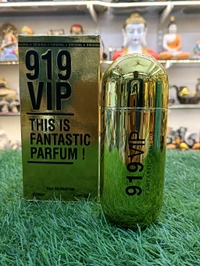 919
VIP
THIS IS
FANTASTIC
PARFUM !
919 VIP